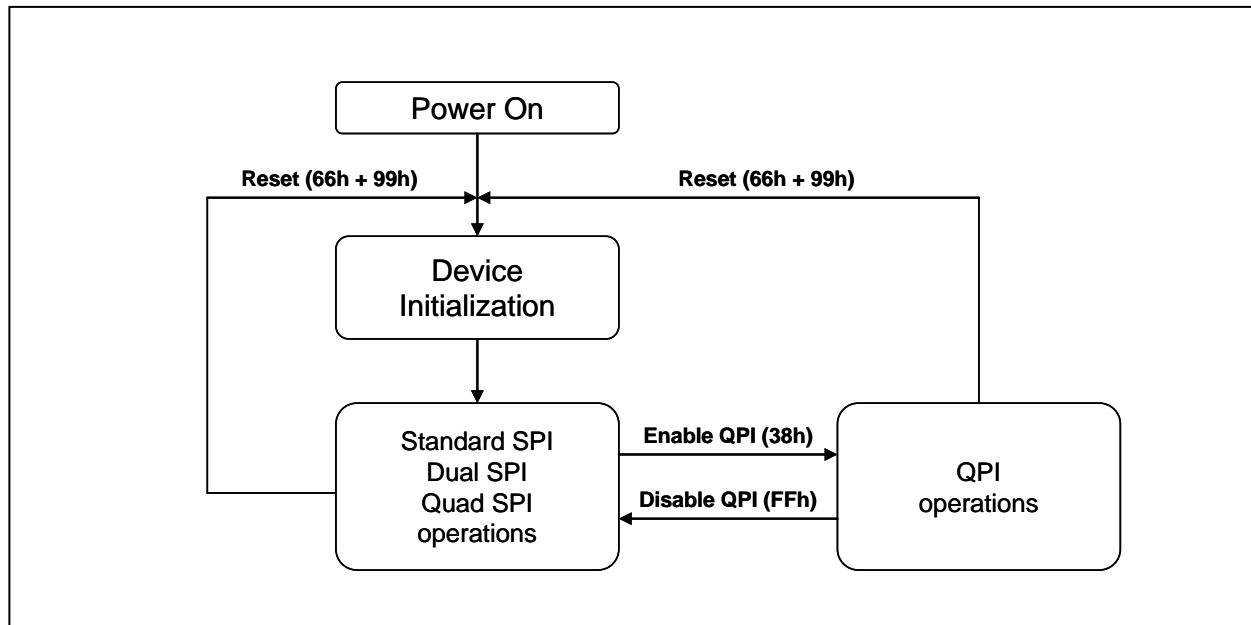 Power On
Reset (66h + 99h)
Reset (66h + 99h)
Device
Initialization
Standard SPI
Dual SPI
Quad SPI
operations
Enable QPI (38h)
Disable QPI (FFh)
QPI
operations